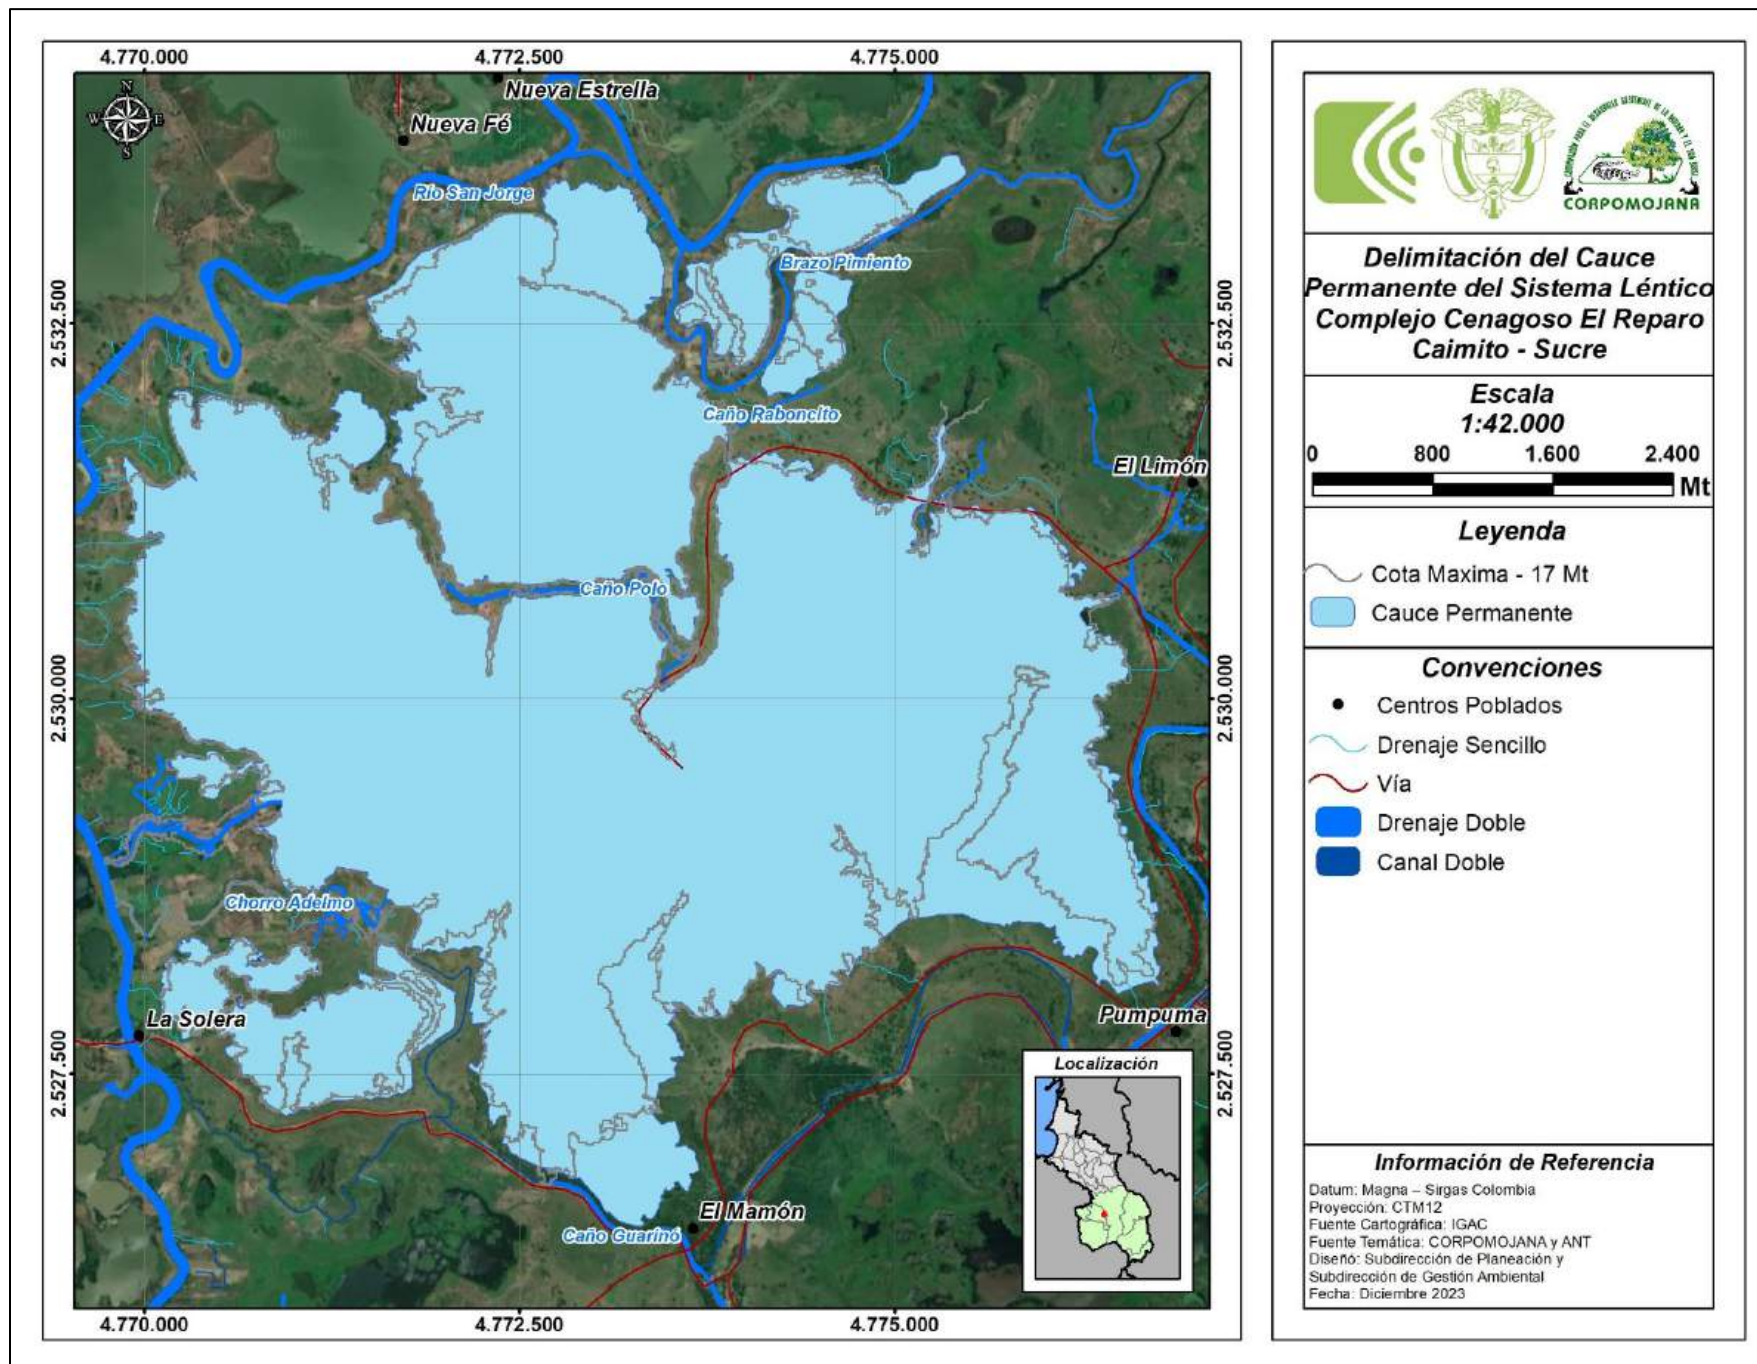 4.770.000
4.772.500
4.775.000
N
W
E
S
Nueva Estrella
Nueva Fé
Río San Jorge
Brazo Pimiento
2.532.500
2.532.500
Caño Raboncito
El Limón
Caño Polo
2.530.000
2.530.000
Chorro Adelmo
La Solera
Pumpuma
2.527.500
2.527.500
El Mamón
Caño Guarinó
Localización
4.770.000
4.772.500
4.775.000
CORPOMOJANA
Delimitación del Cauce
Permanente del Sistema Léntico
Complejo Cenagoso El Reparo
Caimito - Sucre
Escala
1:42.000
0 800 1.600 2.400
Mt
Leyenda
Cota Maxima - 17 Mt
Cauce Permanente
Convenciones
Centros Poblados
Drenaje Sencillo
Vía
Drenaje Doble
Canal Doble
Información de Referencia
Datum: Magna – Sirgas Colombia
Proyección: CTM12
Fuente Cartográfica: IGAC
Fuente Temática: CORPOMOJANA y ANT
Diseñó: Subdirección de Planeación y
Subdirección de Gestión Ambiental
Fecha: Diciembre 2023